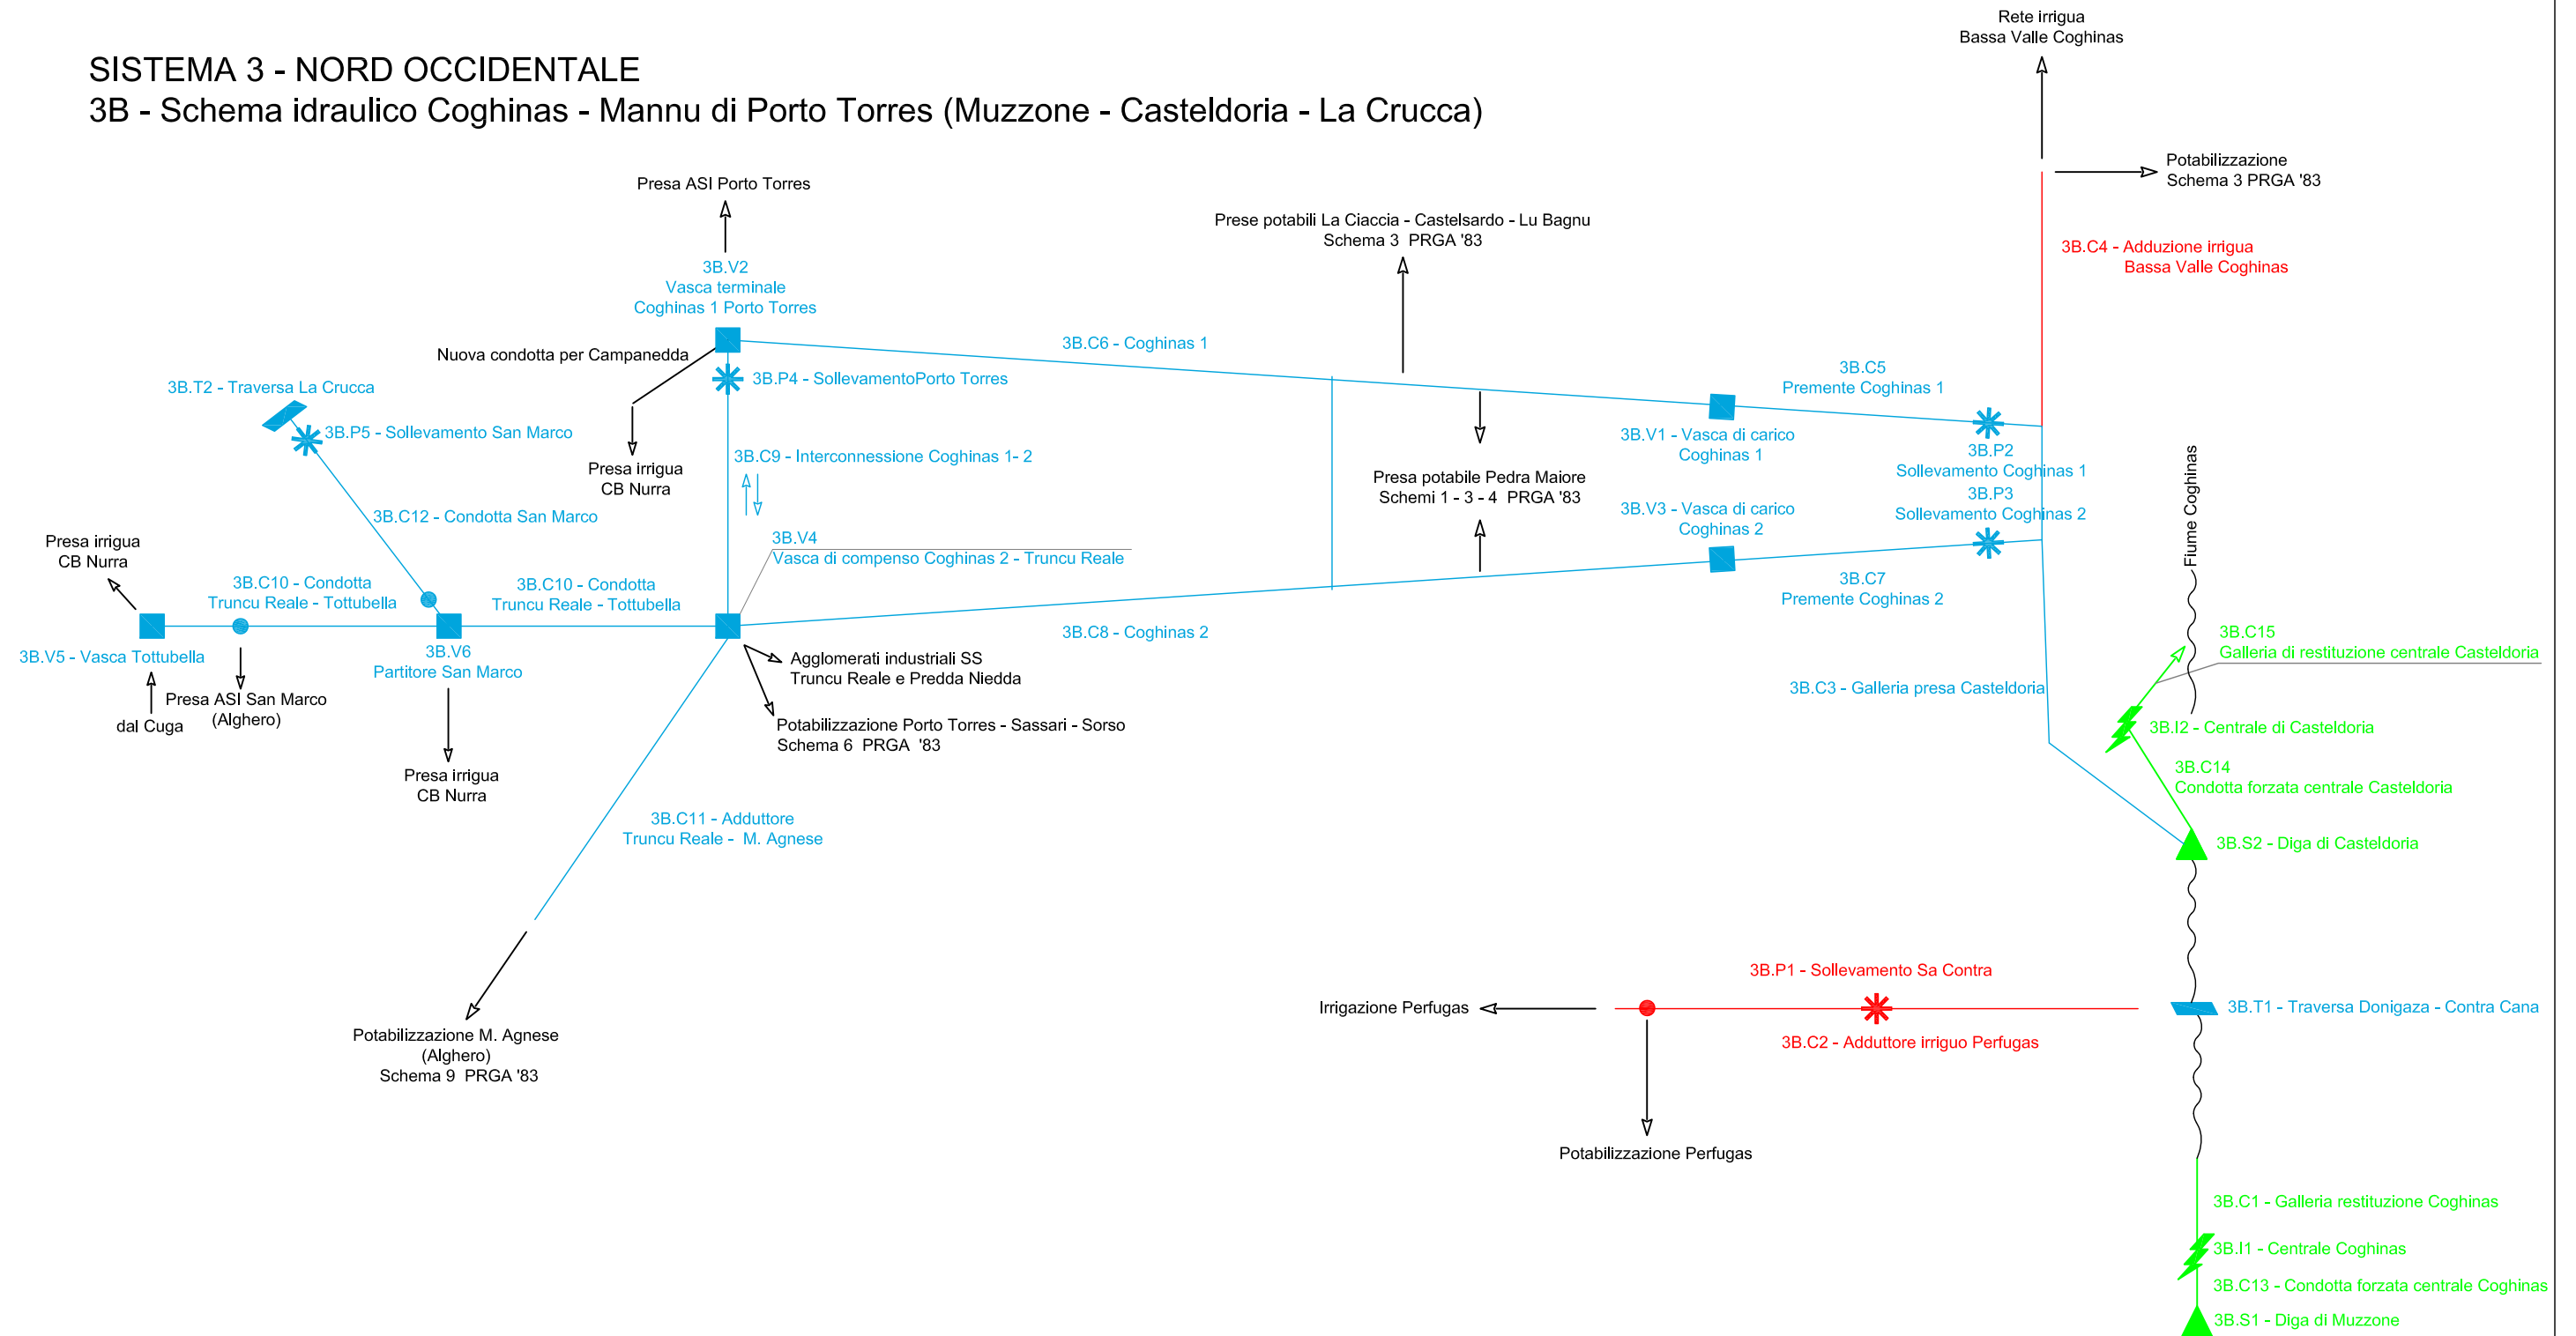 SISTEMA 3 - NORD OCCIDENTALE
3B - Schema idraulico Coghinas - Mannu di Porto Torres (Muzzone - Casteldoria - La Crucca)
Rete irrigua
Bassa Valle Coghinas
Potabilizzazione
Schema 3 PRGA '83
3B.C4 - Adduzione irrigua
Bassa Valle Coghinas
Presa ASI Porto Torres
3B.V2
Vasca terminale
Coghinas 1 Porto Torres
Prese potabili La Ciaccia - Castelsardo - Lu Bagnu
Schema 3 PRGA '83
Nuova condotta per Campanedda
3B.C6 - Coghinas 1
3B.P4 - SollevamentoPorto Torres
3B.C5
Premente Coghinas 1
3B.T2 - Traversa La Crucca
3B.P5 - Sollevamento San Marco
Presa irrigua
CB Nurra
3B.C9 - Interconnessione Coghinas 1- 2
3B.V1 - Vasca di carico
Coghinas 1
3B.P2
Sollevamento Coghinas 1
3B.P3
Sollevamento Coghinas 2
Presa potabile Pedra Maiore
Schemi 1 - 3 - 4 PRGA '83
3B.V3 - Vasca di carico
Coghinas 2
Fiume Coghinas
3B.C12 - Condotta San Marco
3B.V4
Vasca di compenso Coghinas 2 - Truncu Reale
Presa irrigua
CB Nurra
3B.C10 - Condotta
Truncu Reale - Tottubella
3B.C10 - Condotta
Truncu Reale - Tottubella
3B.C7
Premente Coghinas 2
3B.C8 - Coghinas 2
3B.V5 - Vasca Tottubella
3B.V6
Partitore San Marco
Agglomerati industriali SS
Truncu Reale e Predda Niedda
3B.C15
Galleria di restituzione centrale Casteldoria
3B.C3 - Galleria presa Casteldoria
Presa ASI San Marco
(Alghero)
dal Cuga
Potabilizzazione Porto Torres - Sassari - Sorso
Schema 6 PRGA '83
3B.I2 - Centrale di Casteldoria
Presa irrigua
CB Nurra
3B.C14
Condotta forzata centrale Casteldoria
3B.C11 - Adduttore
Truncu Reale - M. Agnese
3B.S2 - Diga di Casteldoria
3B.P1 - Sollevamento Sa Contra
Irrigazione Perfugas
3B.T1 - Traversa Donigaza - Contra Cana
3B.C2 - Adduttore irriguo Perfugas
Potabilizzazione M. Agnese
(Alghero)
Schema 9 PRGA '83
Potabilizzazione Perfugas
3B.C1 - Galleria restituzione Coghinas
3B.I1 - Centrale Coghinas
3B.C13 - Condotta forzata centrale Coghinas
3B.S1 - Diga di Muzzone